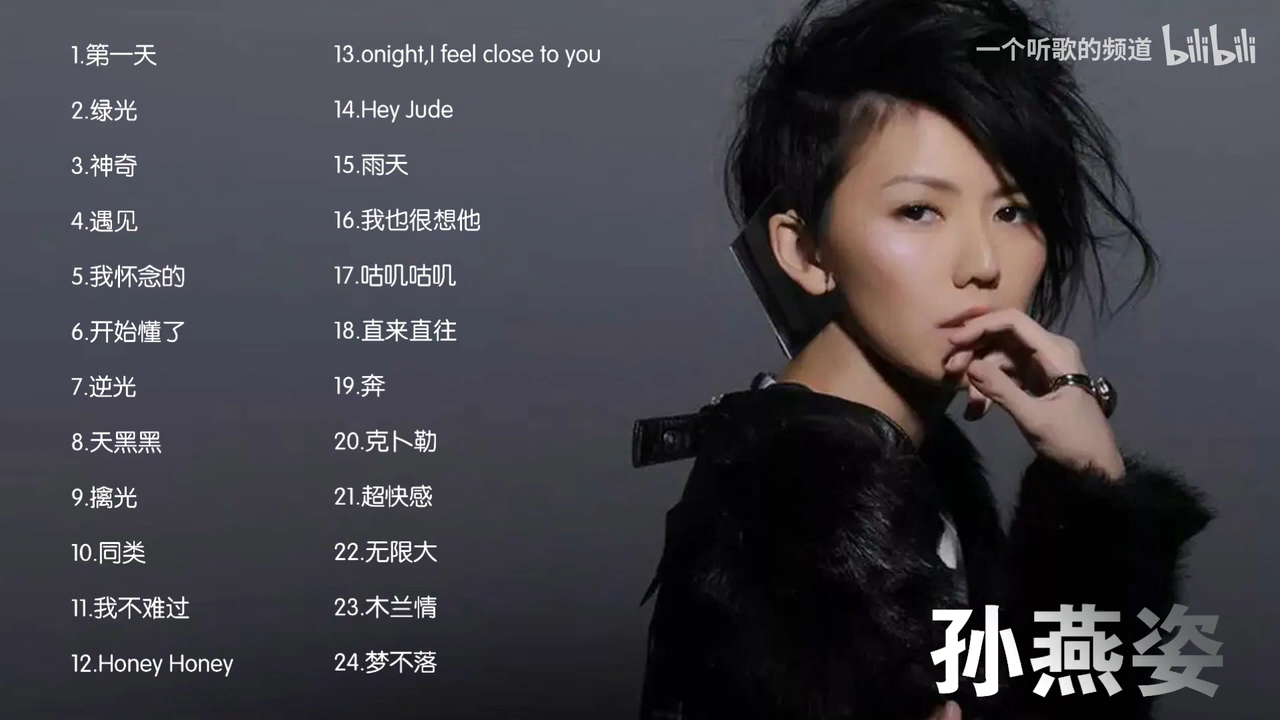 1.第一天
2.绿光
3.神奇
4.遇见
5.我怀念的
6.开始懂了
7.逆光
8.天黑黑
9.擒光
10.同类
11.我不难过
12.Honey Honey
13.onight,I feel close to you
14.Hey Jude
15.雨天
16.我也很想他
17.咕叽咕叽
18.直来直往
19.奔
20.克卜勒
21.超快感
22.无限大
23.木兰情
24.梦不落
一个听歌的频道 bilibili
孙燕姿